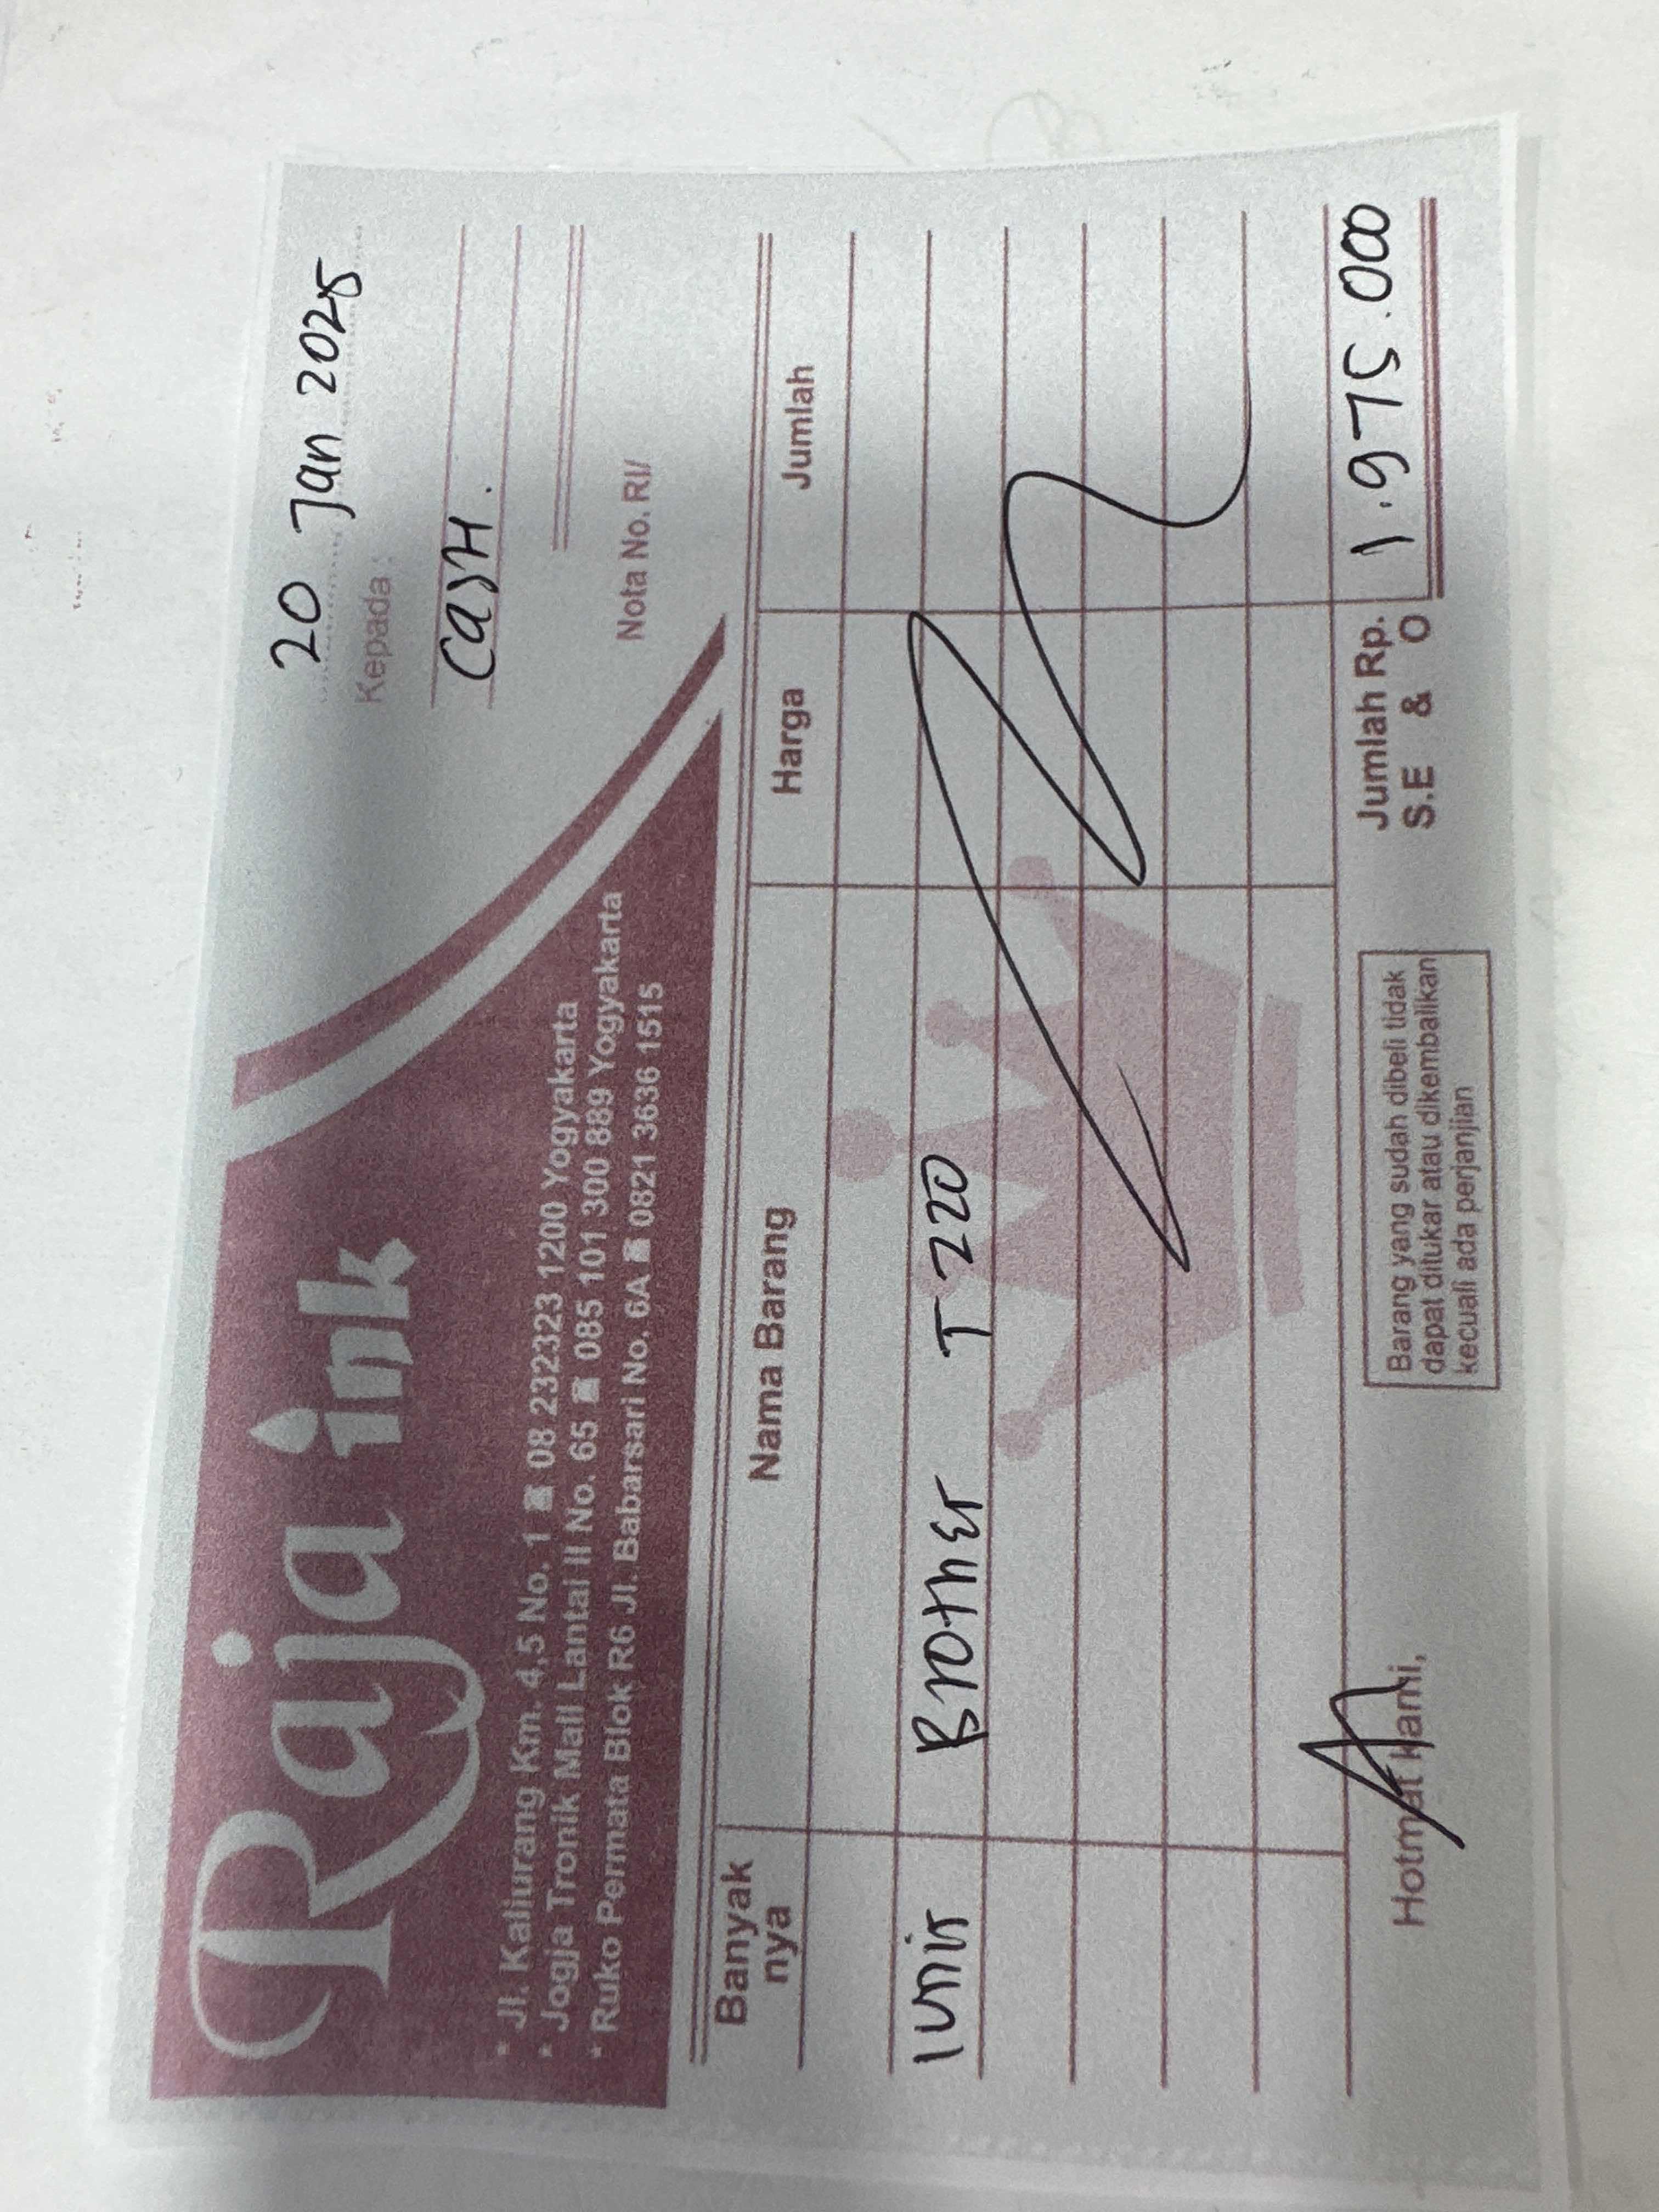 Raja ink
* Jl. Kaliurang Km. 4,5 No. 1 ☎ 08 232323 1200 Yogyakarta
* Jogja Tronik Mall Lantai II No. 65 ☎ 085 101 300 889 Yogyakarta
* Ruko Permata Blok R6 Jl. Babarsari No. 6A ☎ 0821 3636 1515
20 Jan 2025
Kepada :
CASH.
Nota No. RI/
Banyak nya Nama Barang Harga Jumlah
1 unit Brother T 220
Jumlah Rp. 1.975.000
S.E & O
Hotmat kami,
Barang yang sudah dibeli tidak
dapat ditukar atau dikembalikan
kecuali ada perjanjian